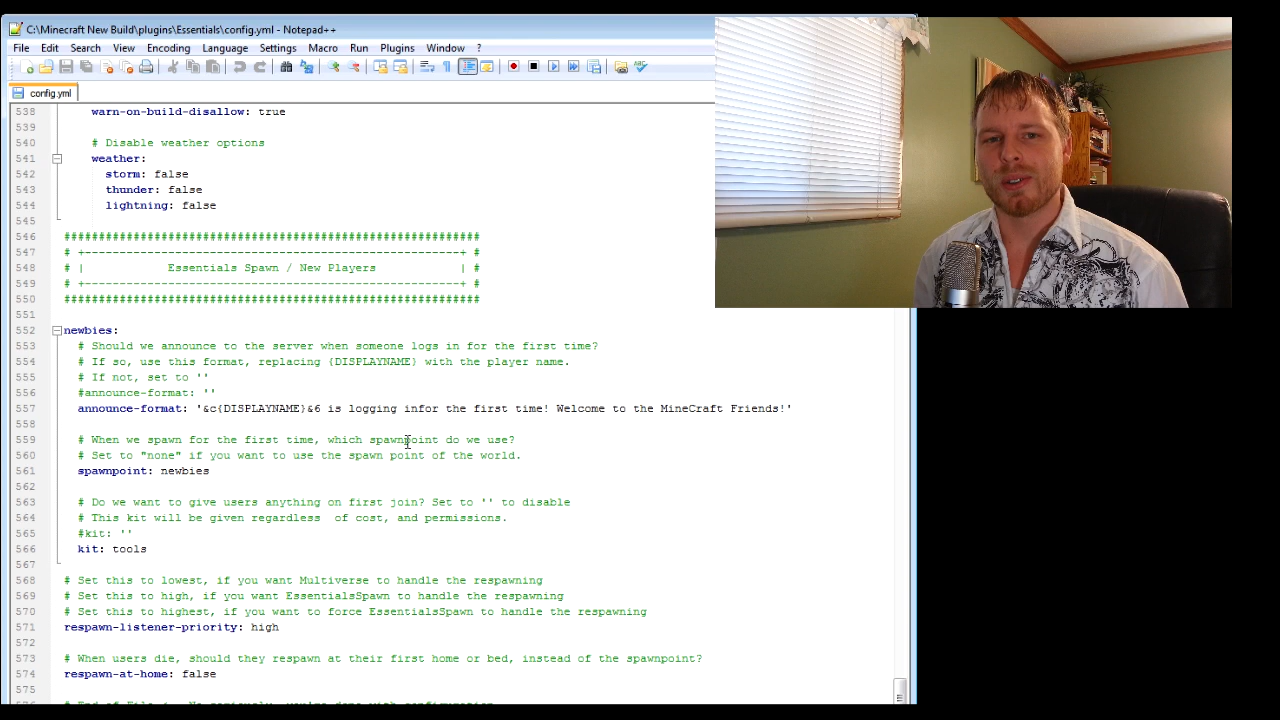 C:\Minecraft New Build\plugins\Essentials\config.yml - Notepad++
File Edit Search View Encoding Language Settings Macro Run Plugins Window ?
config.yml
538 warn-on-build-disallow: true
539
540 # Disable weather options
541 weather:
542 storm: false
543 thunder: false
544 lightning: false
545
546 ############################################################
547 # +------------------------------------------------------+ #
548 # | Essentials Spawn / New Players | #
549 # +------------------------------------------------------+ #
550 ############################################################
551
552 newbies:
553 # Should we announce to the server when someone logs in for the first time?
554 # If so, use this format, replacing {DISPLAYNAME} with the player name.
555 # If not, set to ''
556 #announce-format: ''
557 announce-format: '&c{DISPLAYNAME}&6 is logging infor the first time! Welcome to the MineCraft Friends!'
558
559 # When we spawn for the first time, which spawnpoint do we use?
560 # Set to "none" if you want to use the spawn point of the world.
561 spawnpoint: newbies
562
563 # Do we want to give users anything on first join? Set to '' to disable
564 # This kit will be given regardless of cost, and permissions.
565 #kit: ''
566 kit: tools
567
568 # Set this to lowest, if you want Multiverse to handle the respawning
569 # Set this to high, if you want EssentialsSpawn to handle the respawning
570 # Set this to highest, if you want to force EssentialsSpawn to handle the respawning
571 respawn-listener-priority: high
572
573 # When users die, should they respawn at their first home or bed, instead of the spawnpoint?
574 respawn-at-home: false
575